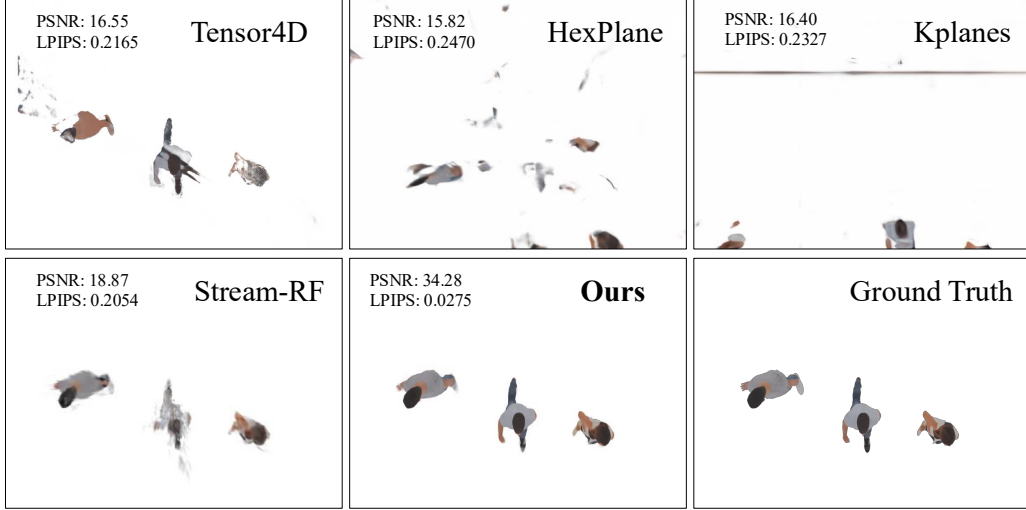 PSNR: 16.55
LPIPS: 0.2165
Tensor4D
PSNR: 15.82
LPIPS: 0.2470
HexPlane
PSNR: 16.40
LPIPS: 0.2327
Kplanes
PSNR: 18.87
LPIPS: 0.2054
Stream-RF
PSNR: 34.28
LPIPS: 0.0275
Ours
Ground Truth